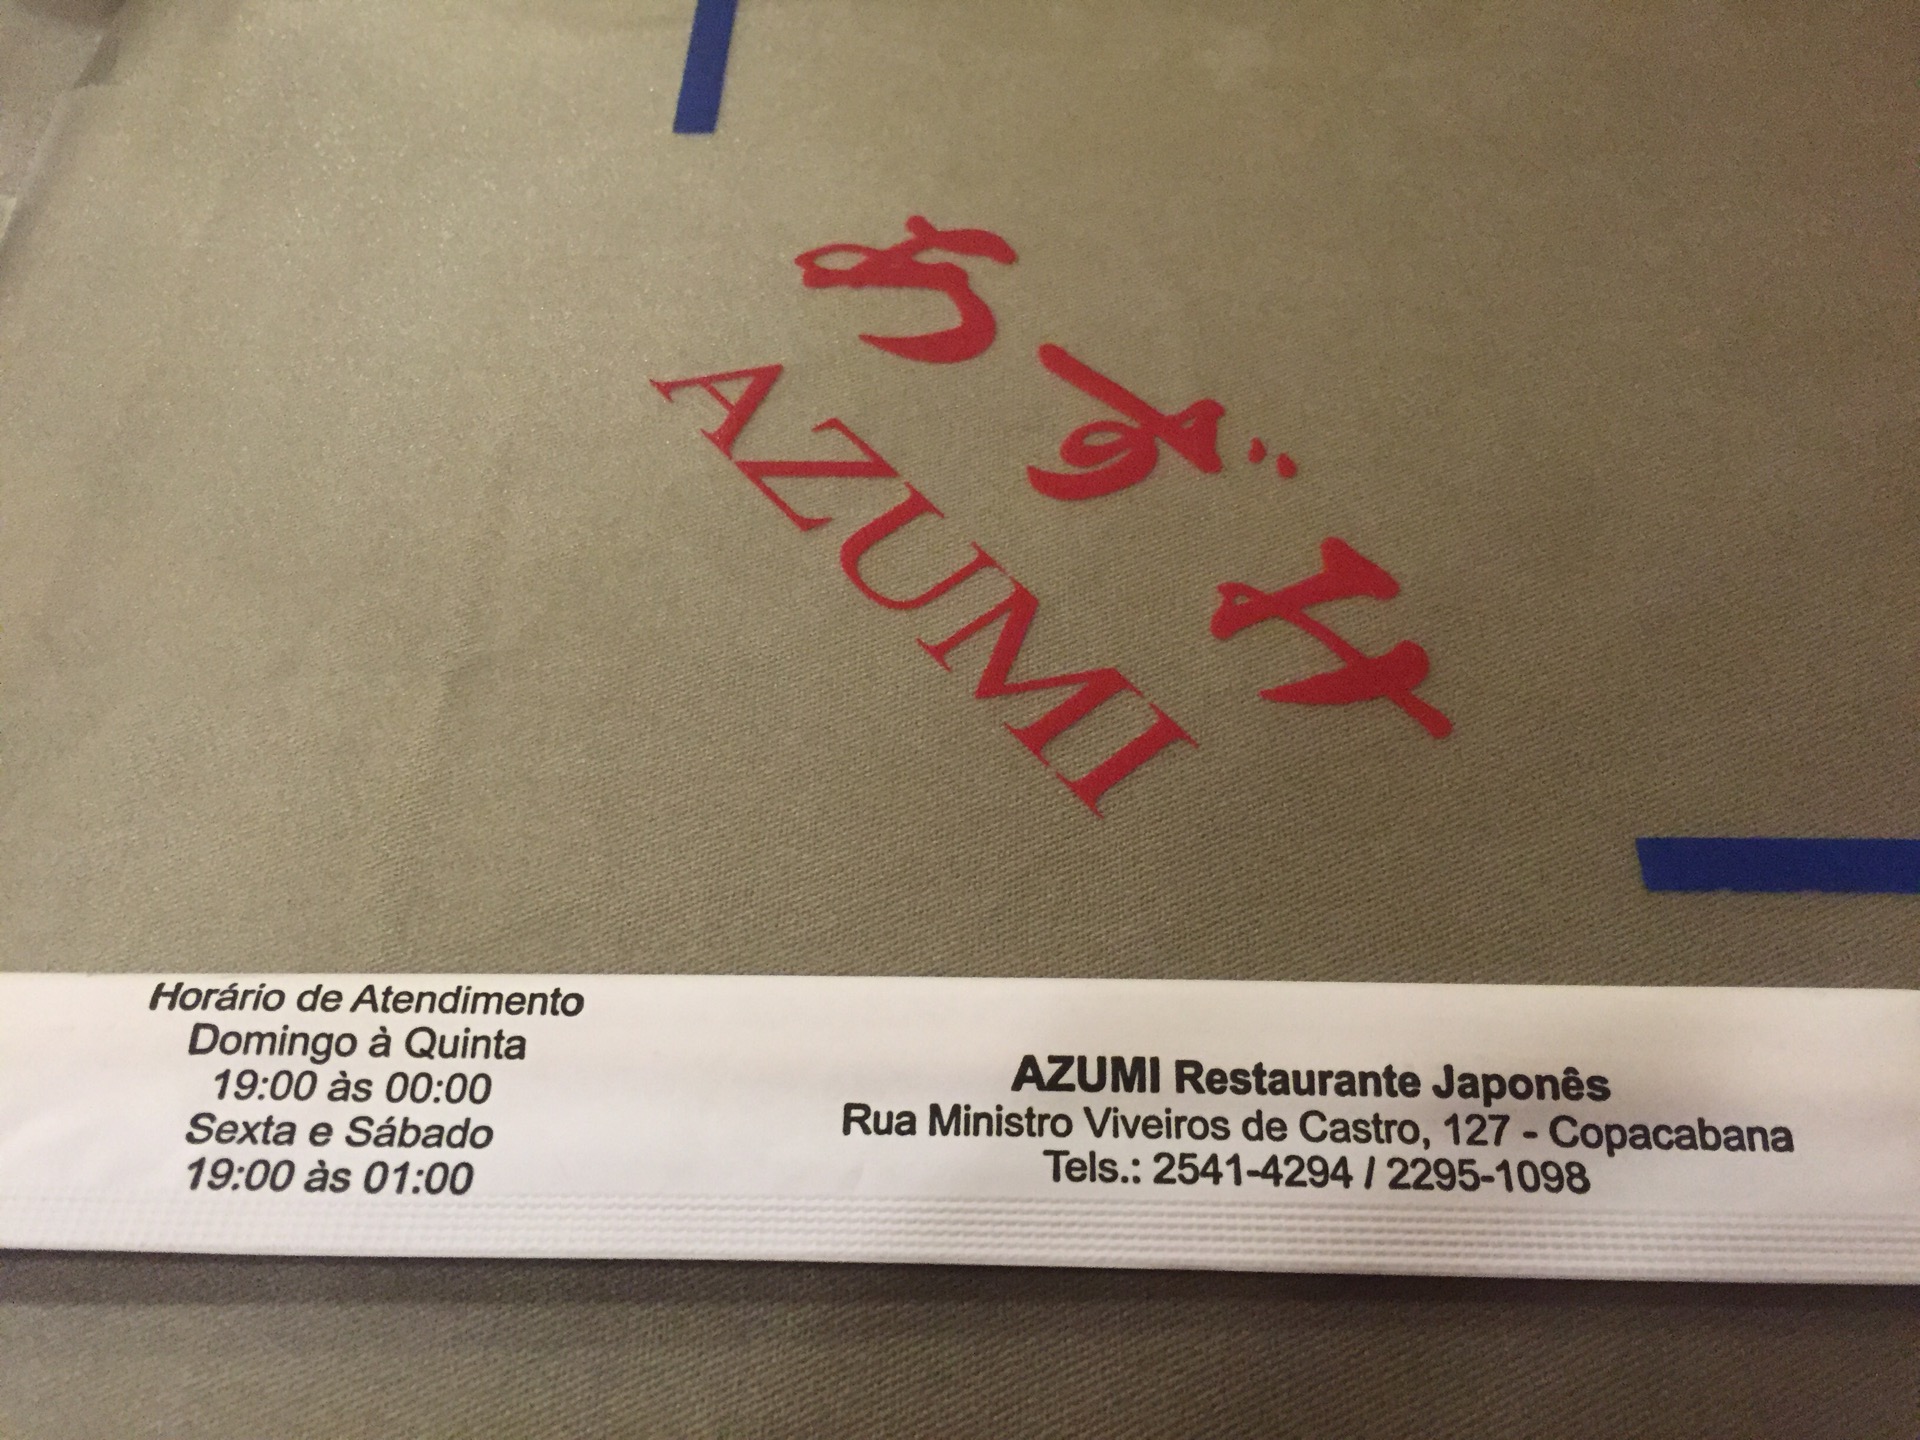 あずみ
AZUMI
Horário de Atendimento
Domingo à Quinta
19:00 às 00:00
Sexta e Sábado
19:00 às 01:00
AZUMI Restaurante Japonês
Rua Ministro Viveiros de Castro, 127 - Copacabana
Tels.: 2541-4294 / 2295-1098